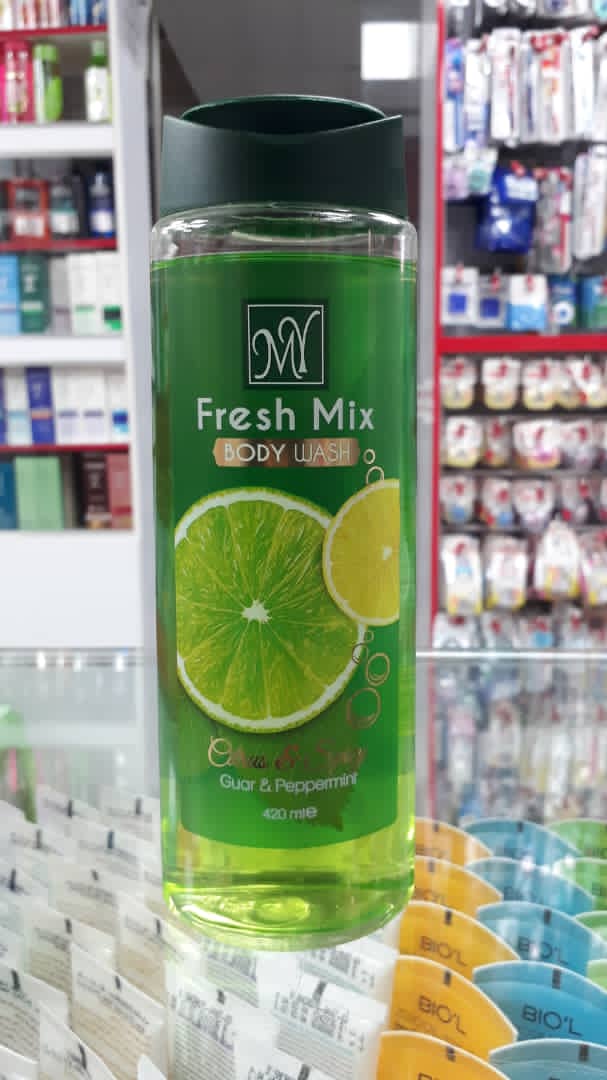 MY
Fresh Mix
BODY WASH
Citrus & Spicy
Guar & Peppermint
420 ml e
BIO'L
BIO'L
BIO'L